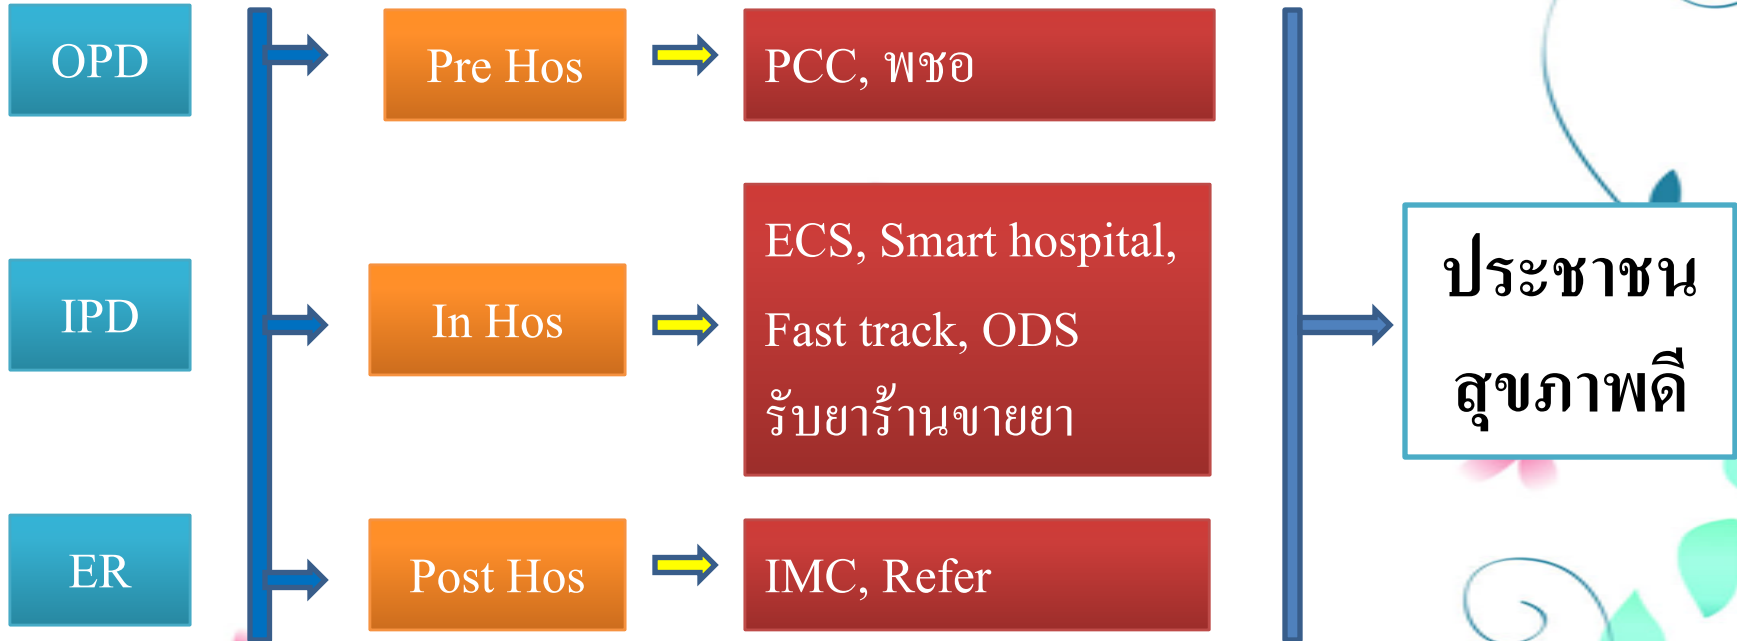 OPD
Pre Hos
PCC, พชอ
IPD
In Hos
ECS, Smart hospital,
Fast track, ODS
รับยาร้านขายยา
ประชาชน
สุขภาพดี
ER
Post Hos
IMC, Refer